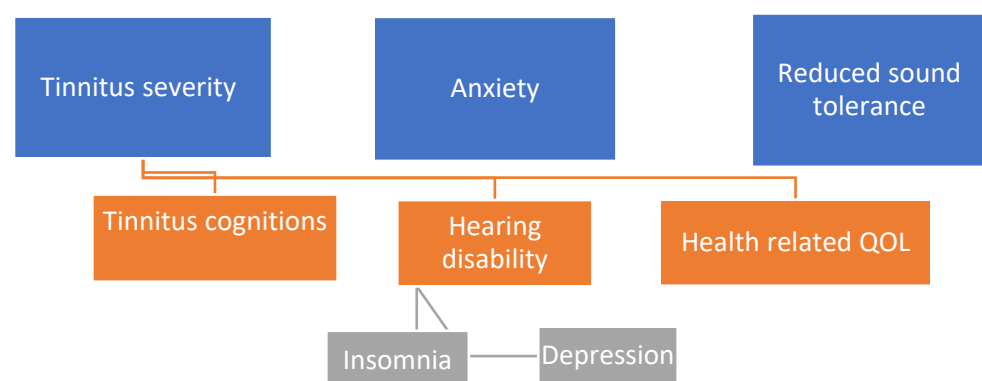 Tinnitus severity
Anxiety
Reduced sound
tolerance
Tinnitus cognitions
Hearing
disability
Health related QOL
Insomnia
Depression